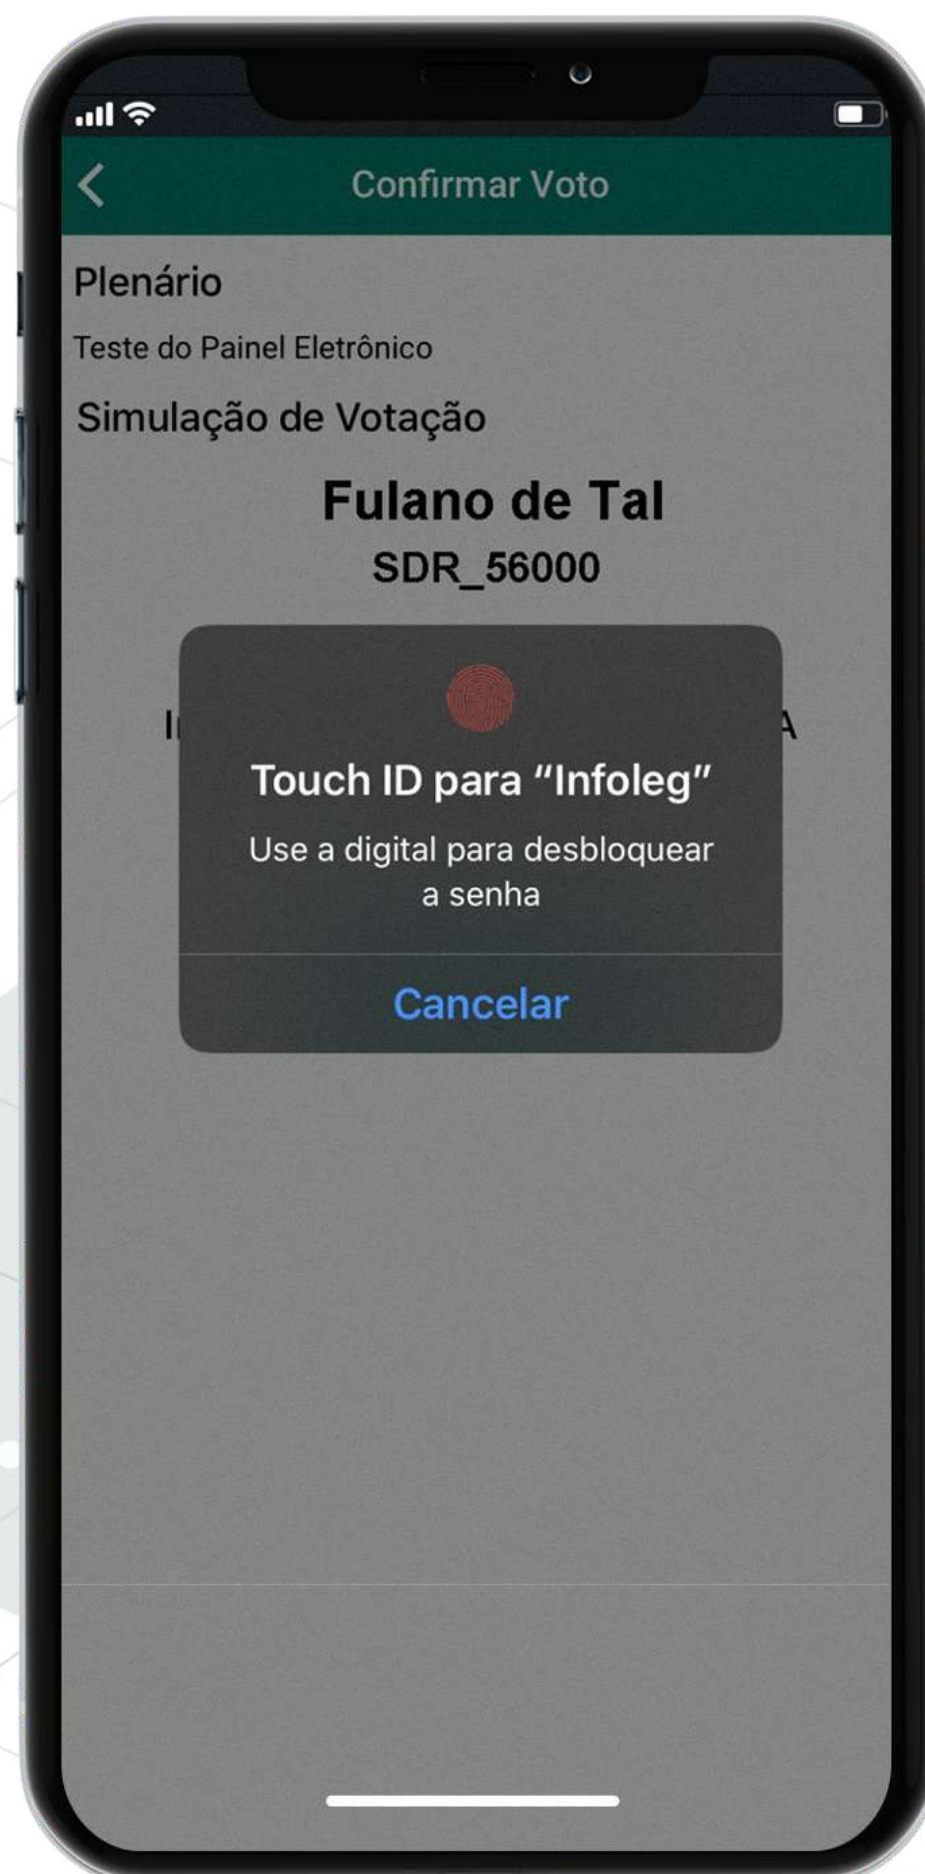 Confirmar Voto
Plenário
Teste do Painel Eletrônico
Simulação de Votação
Fulano de Tal
SDR_56000
Touch ID para “Infoleg”
Use a digital para desbloquear
a senha
Cancelar